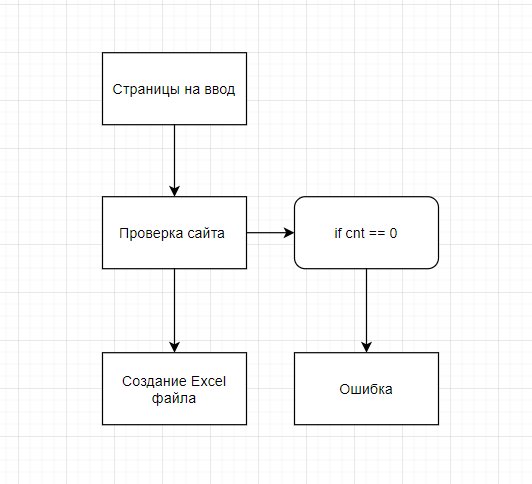 Страницы на ввод
Проверка сайта
if cnt == 0
Создание Excel
файла
Ошибка